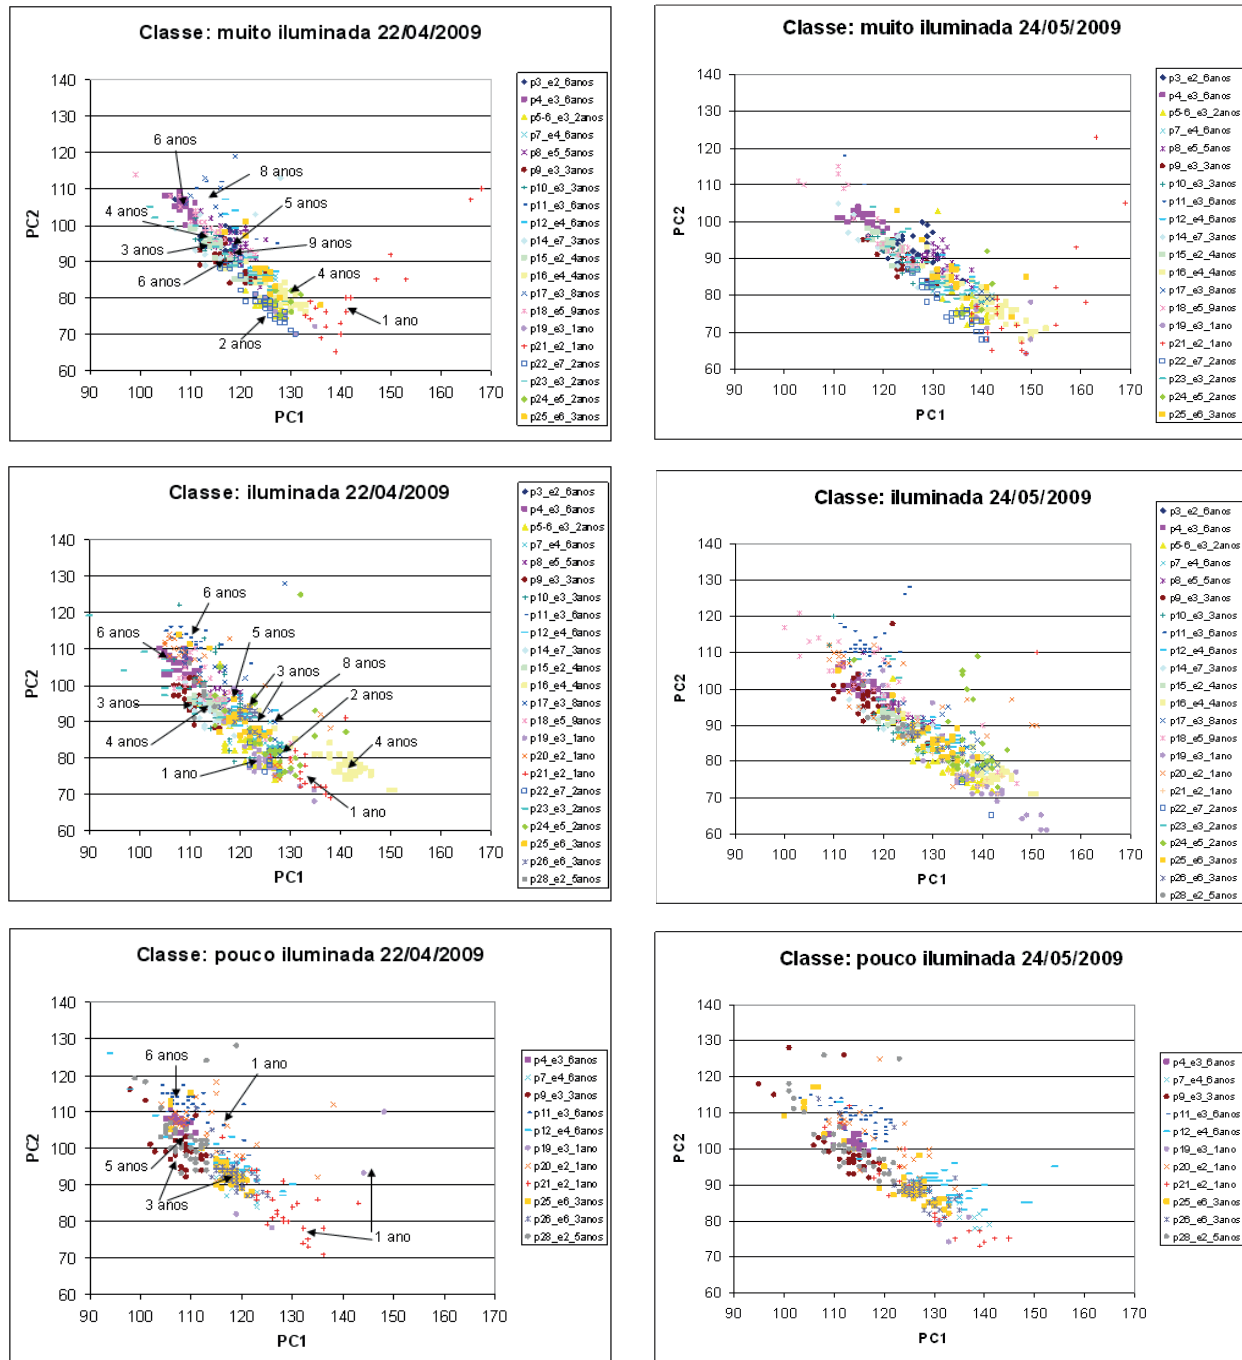 Classe: muito iluminada 22/04/2009
140
130
120
110
100
90
80
70
60
PC2
100
110
120
130
140
150
160
170
PC1
6 anos
8 anos
4 anos
5 anos
3 anos
9 anos
6 anos
4 anos
1 ano
2 anos
p3_e2_6anos
p4_e3_6anos
p5-6_e3_2anos
p7_e4_6anos
p8_e5_5anos
p9_e3_3anos
p10_e3_3anos
p11_e3_6anos
p12_e4_6anos
p14_e7_3anos
p15_e2_4anos
p16_e4_4anos
p17_e3_8anos
p18_e5_9anos
p19_e3_1ano
p21_e2_1ano
p22_e7_2anos
p23_e3_2anos
p24_e5_2anos
p25_e6_3anos
Classe: muito iluminada 24/05/2009
140
130
120
110
100
90
80
70
60
PC2
90
100
110
120
130
140
150
160
170
PC1
p3_e2_6anos
p4_e3_6anos
p5-6_e3_2anos
p7_e4_6anos
p8_e5_5anos
p9_e3_3anos
p10_e3_3anos
p11_e3_6anos
p12_e4_6anos
p14_e7_3anos
p15_e2_4anos
p16_e4_4anos
p17_e3_8anos
p18_e5_9anos
p19_e3_1ano
p21_e2_1ano
p22_e7_2anos
p23_e3_2anos
p24_e5_2anos
p25_e6_3anos
Classe: iluminada 22/04/2009
140
130
120
110
100
90
80
70
60
PC2
90
100
110
120
130
140
150
160
170
PC1
6 anos
6 anos
5 anos
3 anos
8 anos
3 anos
2 anos
4 anos
4 anos
1 ano
1 ano
p3_e2_6anos
p4_e3_6anos
p5-6_e3_2anos
p7_e4_6anos
p8_e5_5anos
p9_e3_3anos
p10_e3_3anos
p11_e3_6anos
p12_e4_6anos
p14_e7_3anos
p15_e2_4anos
p16_e4_4anos
p17_e3_8anos
p18_e5_9anos
p19_e3_1ano
p20_e2_1ano
p21_e2_1ano
p22_e7_2anos
p23_e3_2anos
p24_e5_2anos
p25_e6_3anos
p26_e6_3anos
p28_e2_5anos
Classe: iluminada 24/05/2009
140
130
120
110
100
90
80
70
60
PC2
90
100
110
120
130
140
150
160
170
PC1
p3_e2_6anos
p4_e3_6anos
p5-6_e3_2anos
p7_e4_6anos
p8_e5_5anos
p9_e3_3anos
p10_e3_3anos
p11_e3_6anos
p12_e4_6anos
p14_e7_3anos
p15_e2_4anos
p16_e4_4anos
p17_e3_8anos
p18_e5_9anos
p19_e3_1ano
p20_e2_1ano
p21_e2_1ano
p22_e7_2anos
p23_e3_2anos
p24_e5_2anos
p25_e6_3anos
p26_e6_3anos
p28_e2_5anos
Classe: pouco iluminada 22/04/2009
140
130
120
110
100
90
80
70
60
PC2
90
100
110
120
130
140
150
160
170
PC1
6 anos
1 ano
5 anos
3 anos
1 ano
p4_e3_6anos
p7_e4_6anos
p9_e3_3anos
p11_e3_6anos
p12_e4_6anos
p19_e3_1ano
p20_e2_1ano
p21_e2_1ano
p25_e6_3anos
p26_e6_3anos
p28_e2_5anos
Classe: pouco iluminada 24/05/2009
140
130
120
110
100
90
80
70
60
PC2
90
100
110
120
130
140
150
160
170
PC1
p4_e3_6anos
p7_e4_6anos
p9_e3_3anos
p11_e3_6anos
p12_e4_6anos
p19_e3_1ano
p20_e2_1ano
p21_e2_1ano
p25_e6_3anos
p26_e6_3anos
p28_e2_5anos